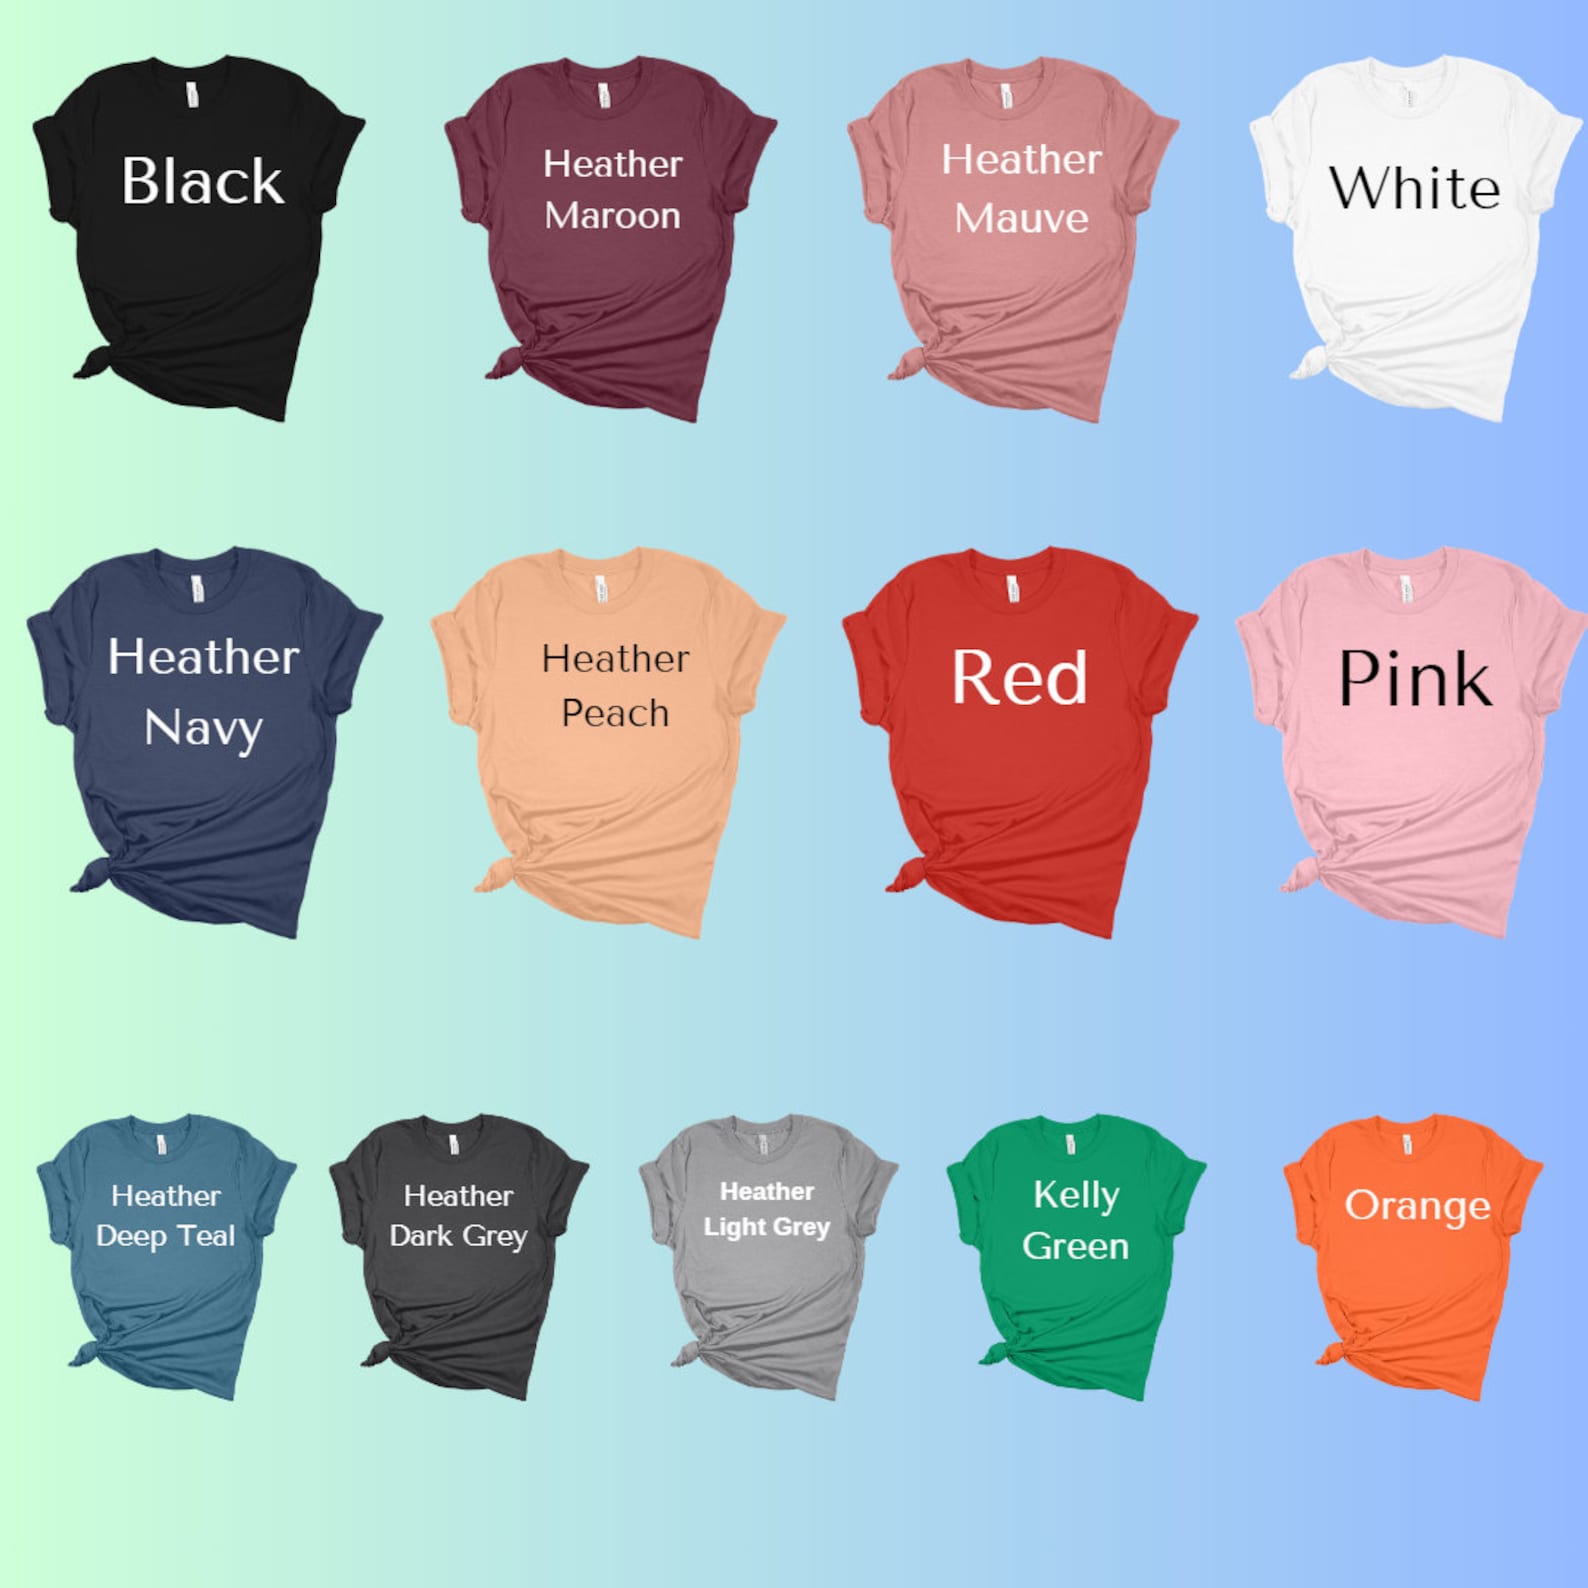 Black
Heather
Maroon
Heather
Mauve
White
Heather
Navy
Heather
Peach
Red
Pink
Heather
Deep Teal
Heather
Dark Grey
Heather
Light Grey
Kelly
Green
Orange